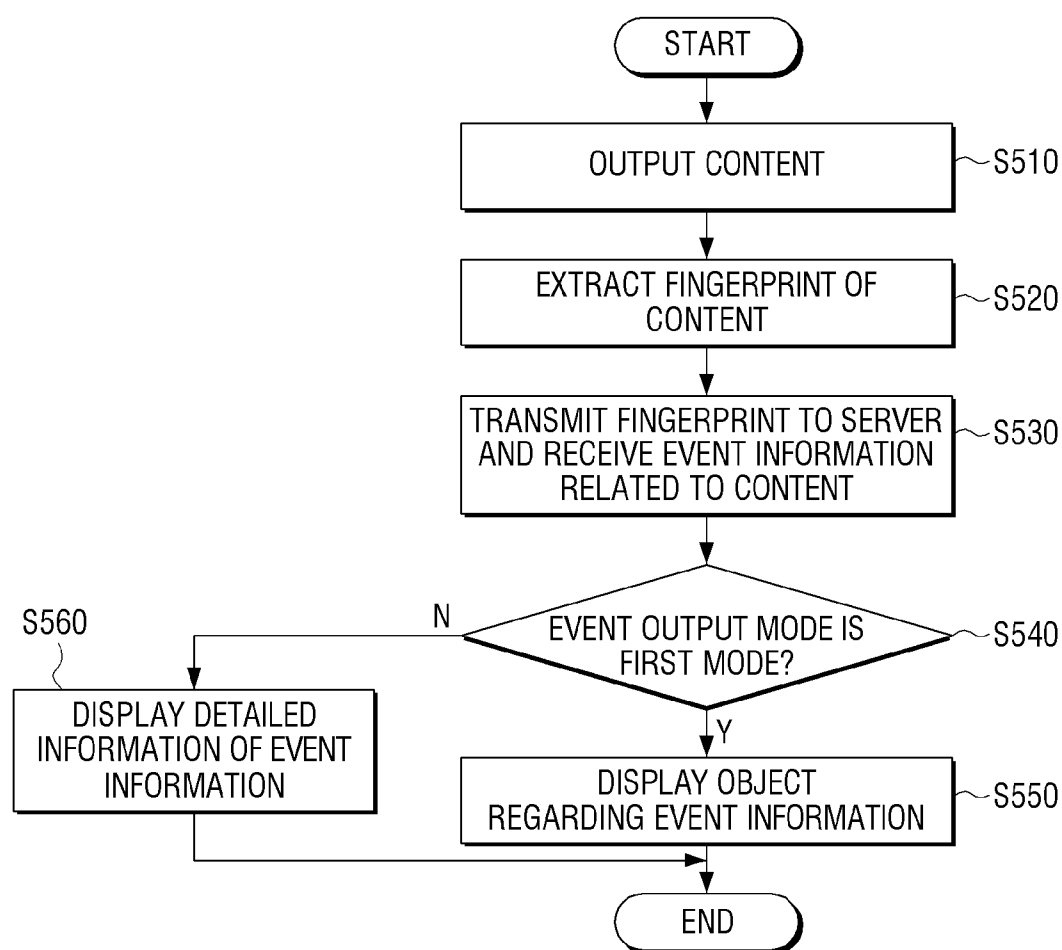 START
OUTPUT CONTENT
S510
EXTRACT FINGERPRINT OF
CONTENT
S520
TRANSMIT FINGERPRINT TO SERVER
AND RECEIVE EVENT INFORMATION
RELATED TO CONTENT
S530
EVENT OUTPUT MODE IS
FIRST MODE?
S540
N
S560
DISPLAY DETAILED
INFORMATION OF EVENT
INFORMATION
Y
DISPLAY OBJECT
REGARDING EVENT INFORMATION
S550
END